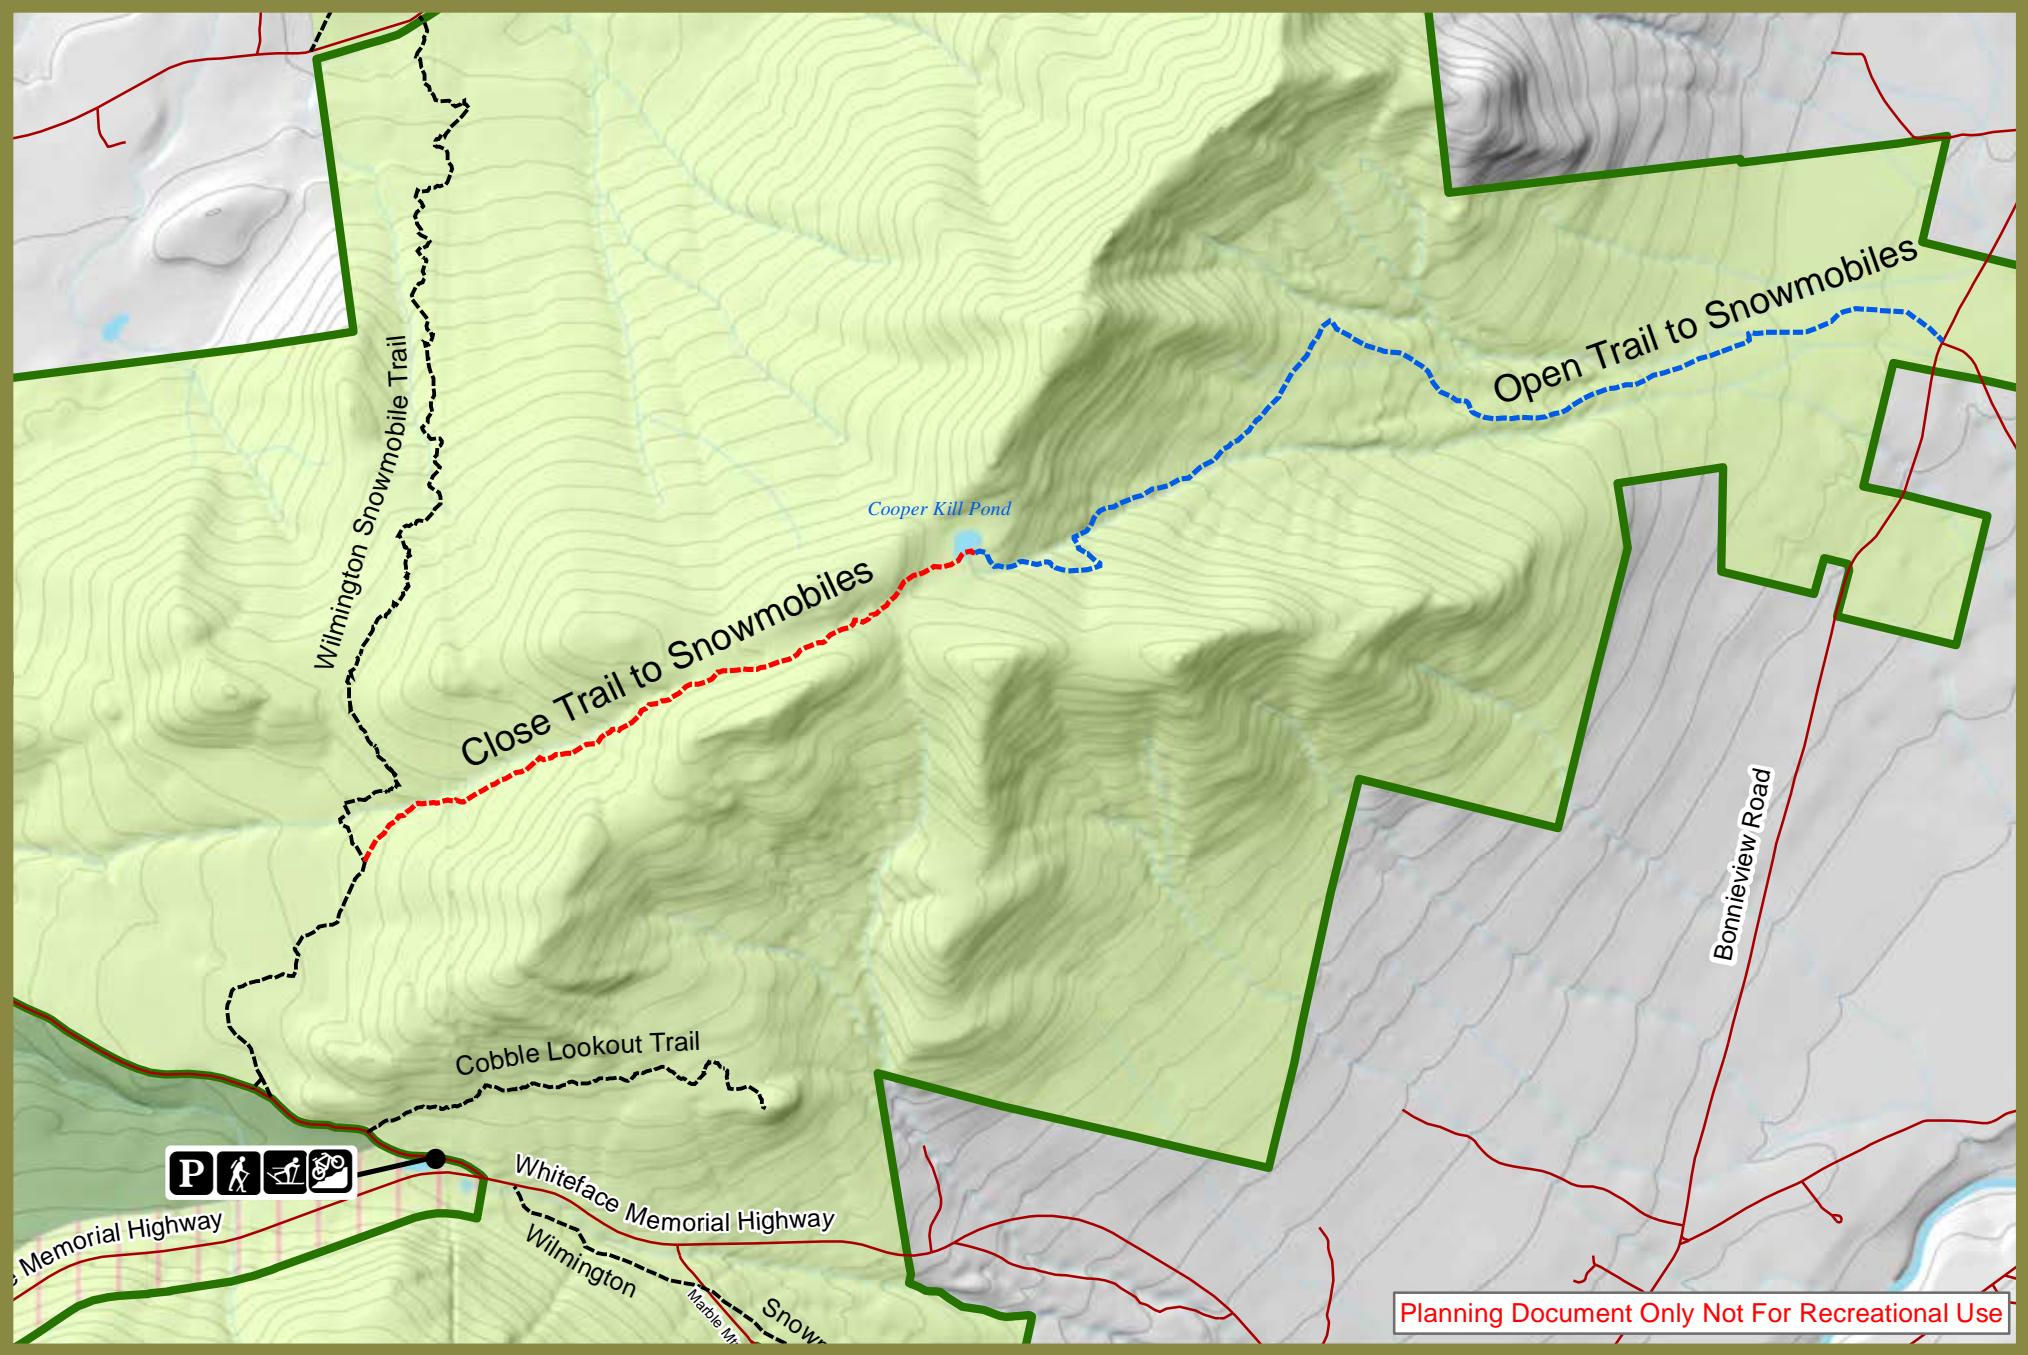 Wilmington Snowmobile Trail
Open Trail to Snowmobiles
Cooper Kill Pond
Close Trail to Snowmobiles
Bonnieview Road
Cobble Lookout Trail
P
Whiteface Memorial Highway
Memorial Highway
Wilmington
Snow
Marble
Planning Document Only Not For Recreational Use